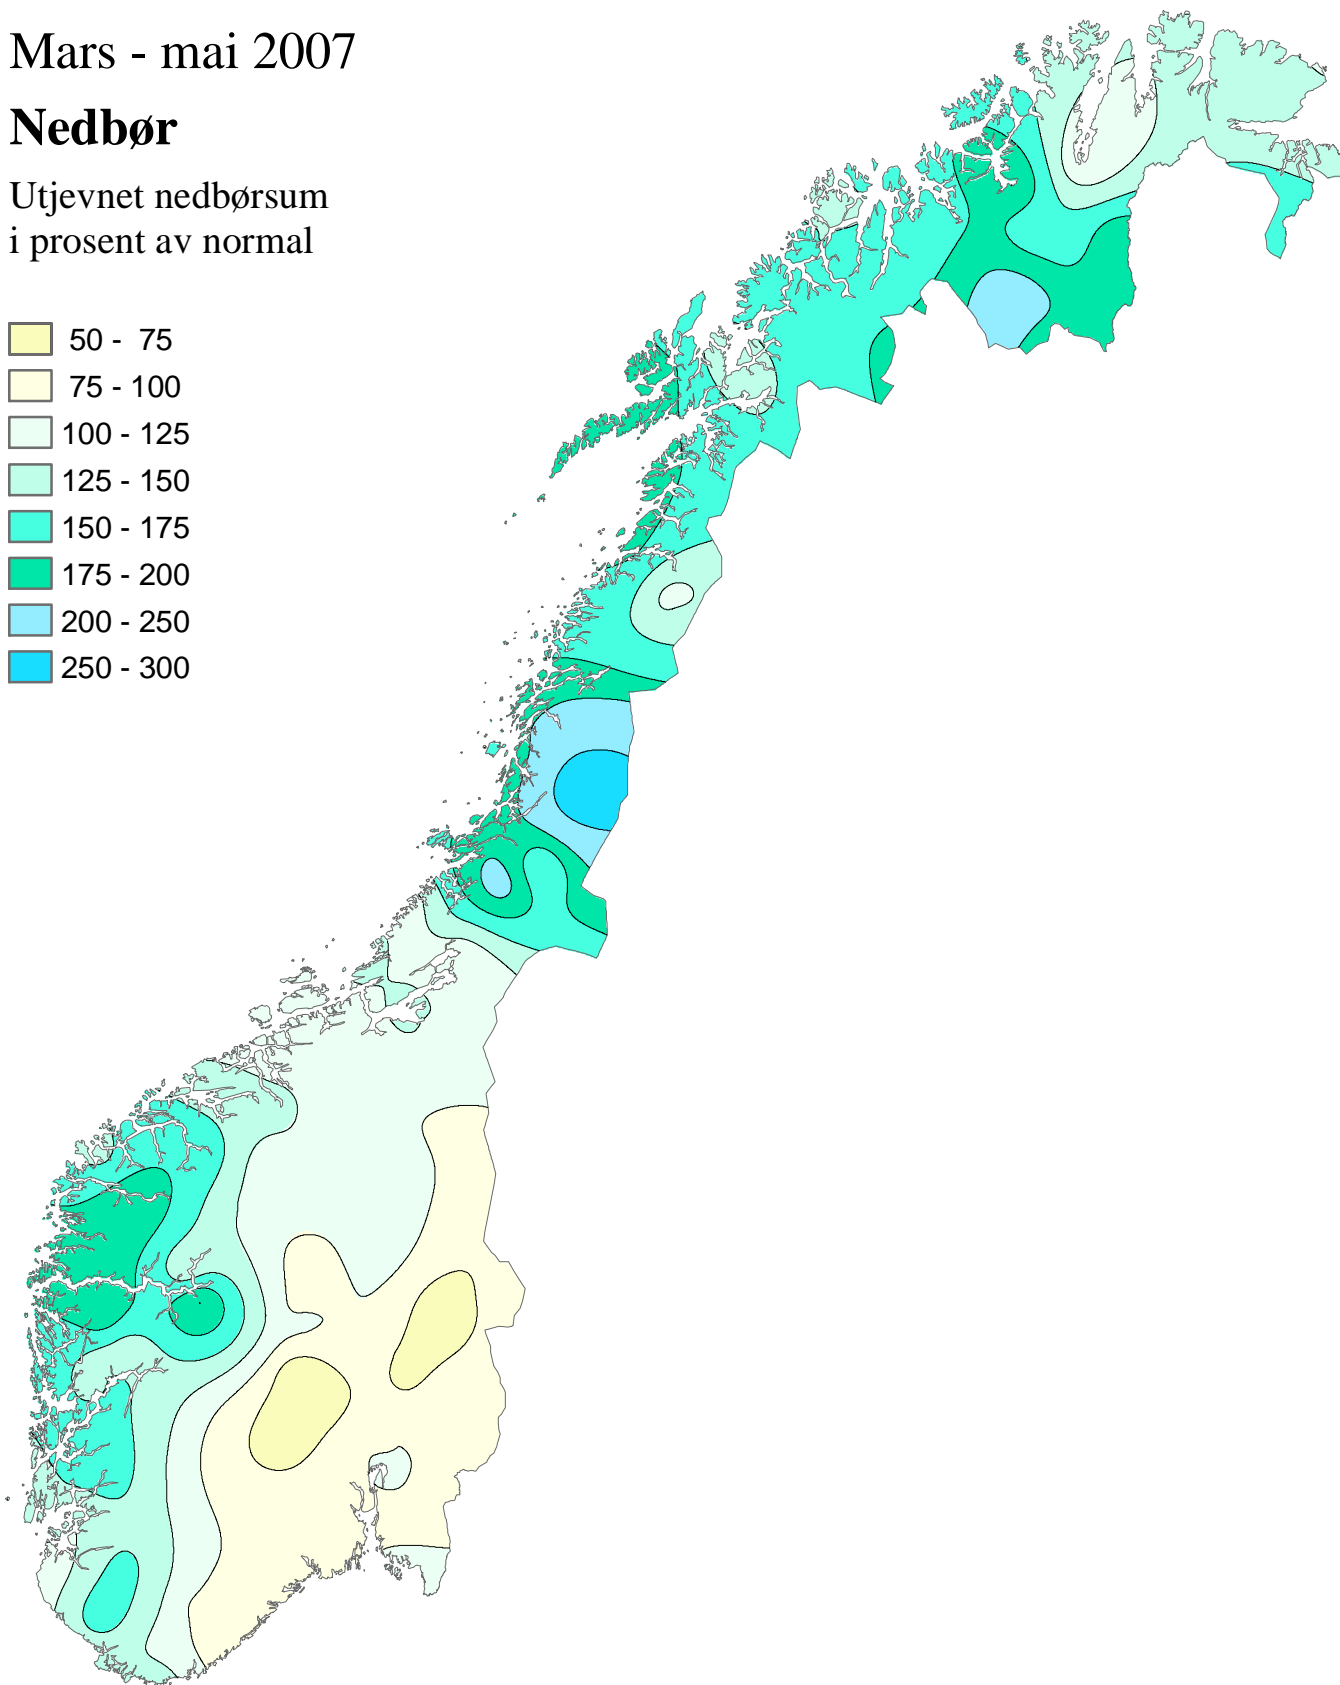 Mars - mai 2007
Nedbør
Utjevnet nedbørsum
i prosent av normal
50 - 75
75 - 100
100 - 125
125 - 150
150 - 175
175 - 200
200 - 250
250 - 300